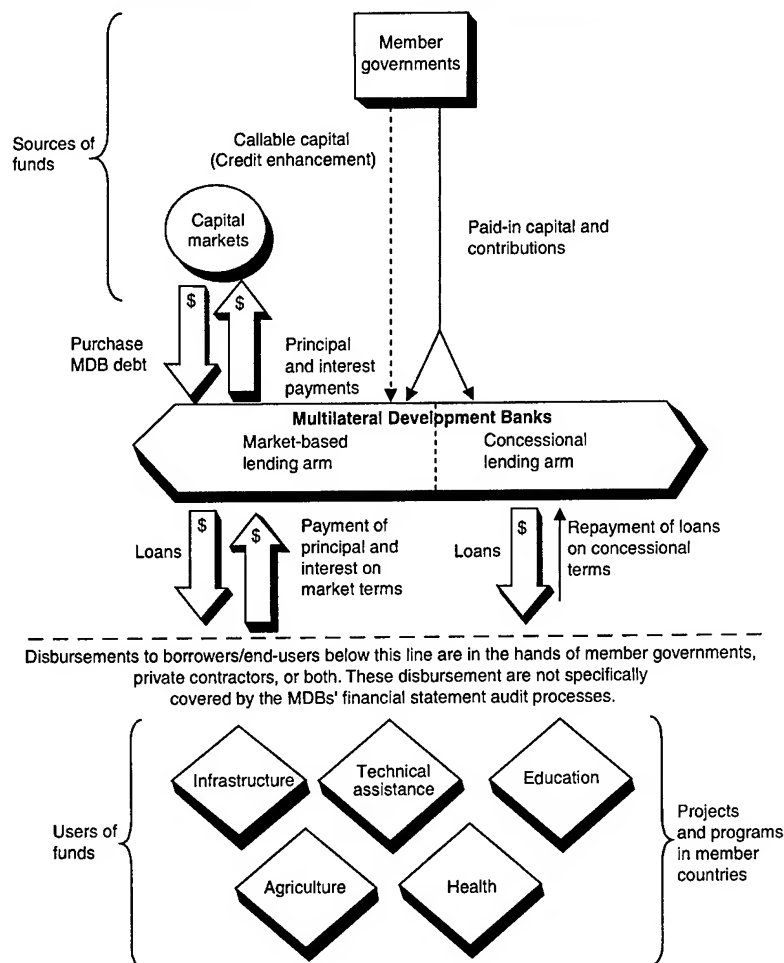 Member
governments
Sources of
funds
Callable capital
(Credit enhancement)
Capital
markets
Paid-in capital and
contributions
$
$
Purchase
MDB debt
Principal
and interest
payments
Multilateral Development Banks
Market-based
lending arm
Concessional
lending arm
Loans
$
$
Payment of
principal and
interest on
market terms
Loans
$
Repayment of loans
on concessional
terms
Disbursements to borrowers/end-users below this line are in the hands of member governments,
private contractors, or both. These disbursement are not specifically
covered by the MDBs' financial statement audit processes.
Infrastructure
Technical
assistance
Education
Users of
funds
Projects
and programs
in member
countries
Agriculture
Health